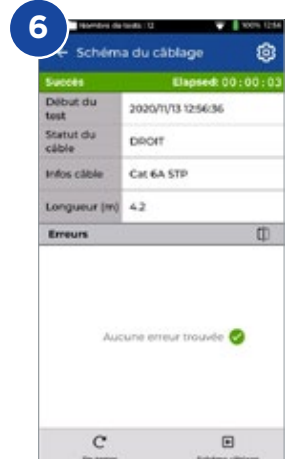 6
Nombre de tests : 12 100% 12:56
Schéma du câblage
Succès Elapsed: 00 : 00 : 03
Début du
test
2020/11/13 12:56:36
Statut du
câble
DROIT
Infos câble Cat 6A STP
Longueur (m) 4.2
Erreurs
Aucune erreur trouvée
Schéma câblage